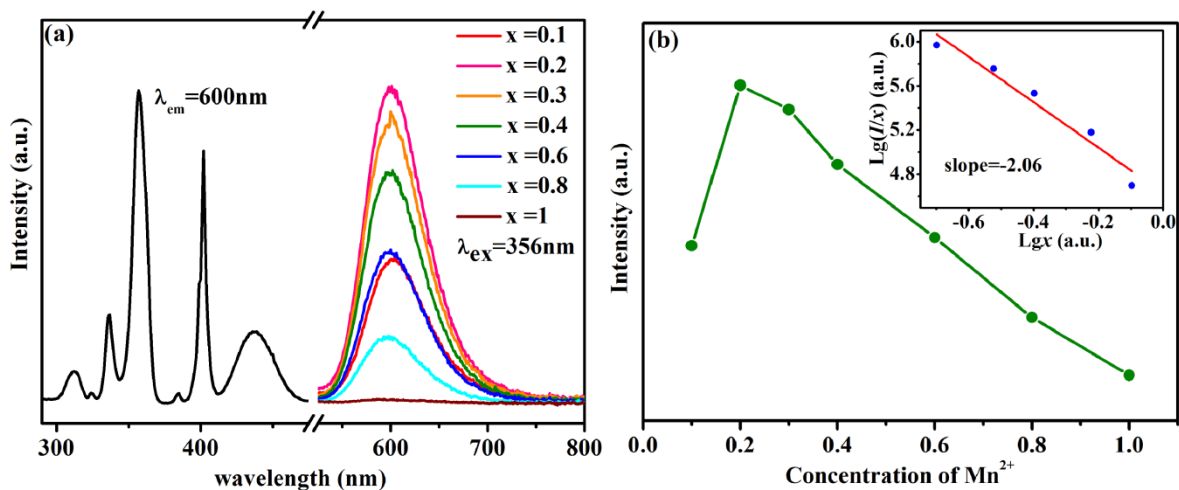 (a)
λem=600nm
x =0.1
x =0.2
x =0.3
x =0.4
x =0.6
x =0.8
x =1
λex=356nm
Intensity (a.u.)
300 400 600 700 800
wavelength (nm)
(b)
Intensity (a.u.)
0.0 0.2 0.4 0.6 0.8 1.0
Concentration of Mn2+
Lg(I/x) (a.u.)
6.0
5.6
5.2
4.8
slope=-2.06
-0.6 -0.4 -0.2 0.0
Lgx (a.u.)